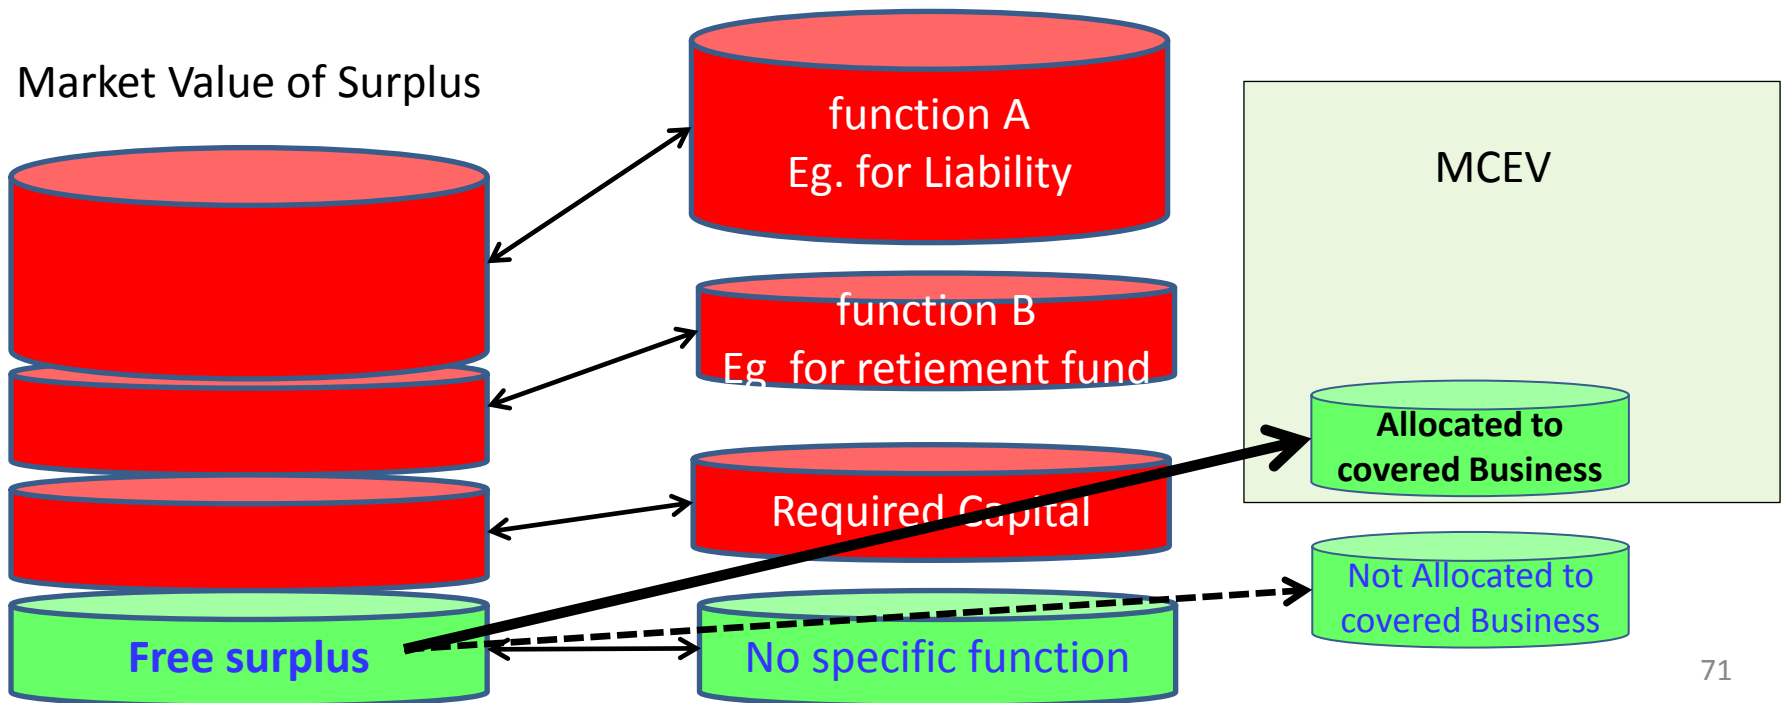 Market Value of Surplus
function A
Eg. for Liability
MCEV
function B
Eg  for retiement fund
Allocated to
covered Business
Required Capital
Not Allocated to
covered Business
Free surplus
No specific function
71